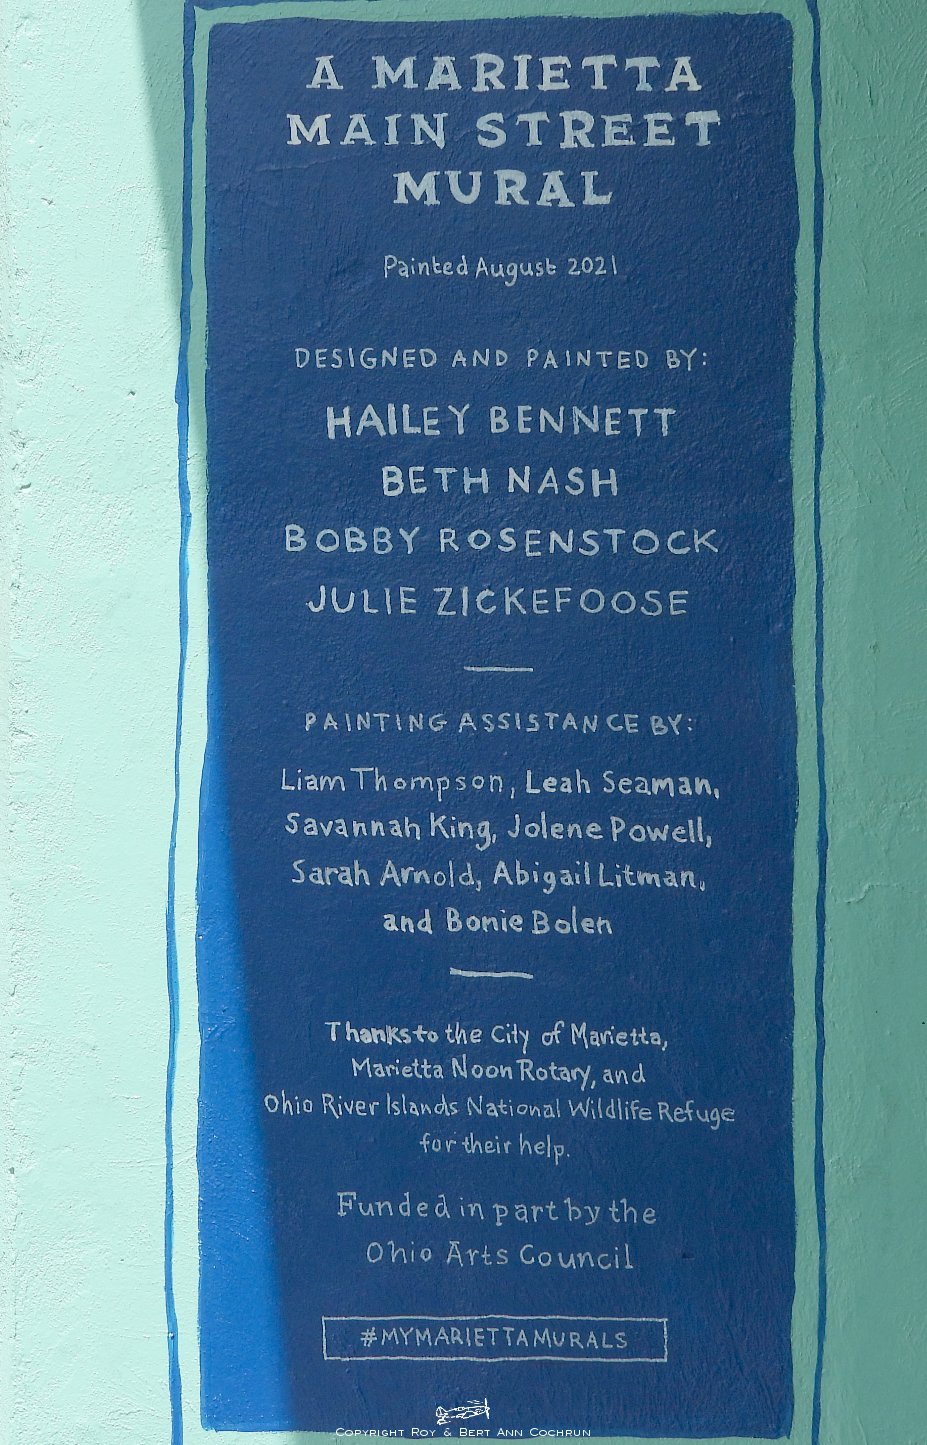 A MARIETTA
MAIN STREET
MURAL
Painted August 2021
DESIGNED AND PAINTED BY:
HAILEY BENNETT
BETH NASH
BOBBY ROSENSTOCK
JULIE ZICKEFOOSE
PAINTING ASSISTANCE BY:
Liam Thompson, Leah Seaman,
Savannah King, Jolene Powell,
Sarah Arnold, Abigail Litman,
and Bonie Bolen
Thanks to the City of Marietta,
Marietta Noon Rotary, and
Ohio River Islands National Wildlife Refuge
for their help.
Funded in part by the
Ohio Arts Council
#MYMARIETTAMURALS
COPYRIGHT ROY & BERT ANN COCHRUN